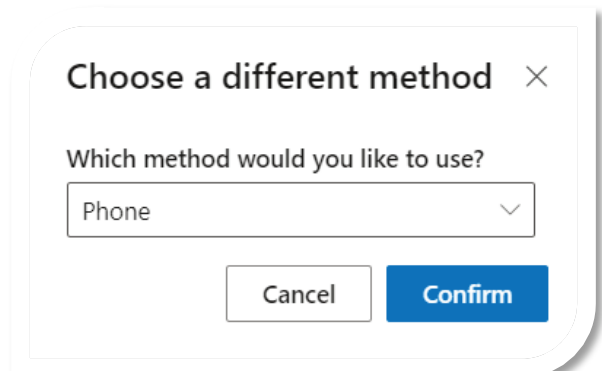 Choose a different method
Which method would you like to use?
Phone
Cancel
Confirm